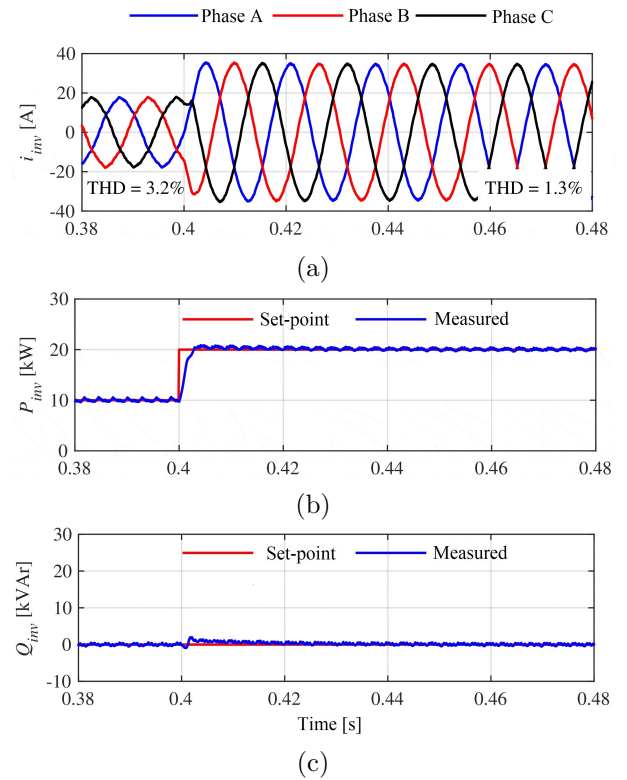 Phase A Phase B Phase C
40
20
0
-20
-40
i_inv [A]
THD = 3.2% THD = 1.3%
0.38 0.4 0.42 0.44 0.46 0.48
(a)
30
20
10
0
P_inv [kW]
Set-point Measured
0.38 0.4 0.42 0.44 0.46 0.48
(b)
30
20
10
0
-10
Q_inv [kVAr]
Set-point Measured
0.38 0.4 0.42 0.44 0.46 0.48
Time [s]
(c)